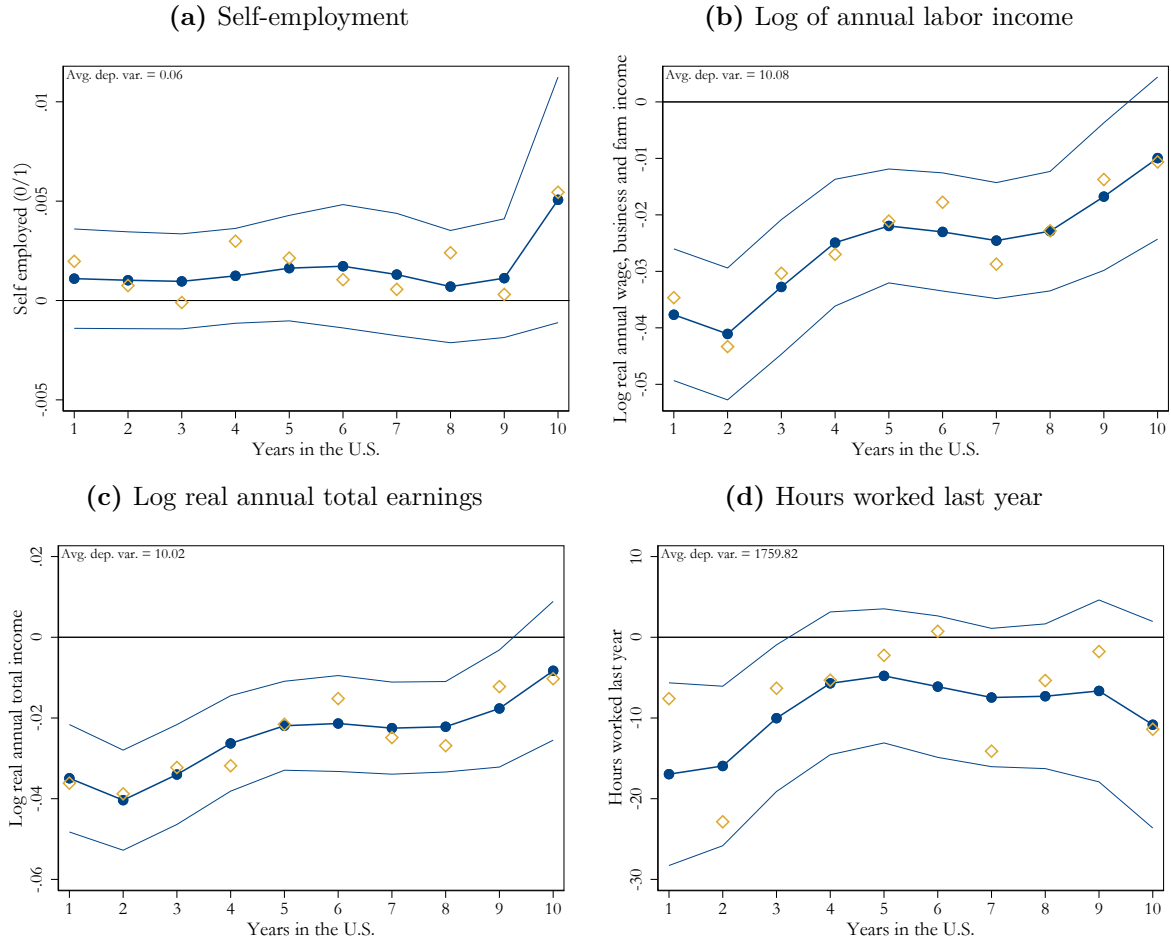 (a) Self-employment
Avg. dep. var. = 0.06
Self employed (0/1)
.01
.005
0
-.005
1 2 3 4 5 6 7 8 9 10
Years in the U.S.
(b) Log of annual labor income
Avg. dep. var. = 10.08
Log real annual wage, business and farm income
0
-.01
-.02
-.03
-.04
-.05
1 2 3 4 5 6 7 8 9 10
Years in the U.S.
(c) Log real annual total earnings
Avg. dep. var. = 10.02
Log real annual total income
.02
0
-.02
-.04
-.06
1 2 3 4 5 6 7 8 9 10
Years in the U.S.
(d) Hours worked last year
Avg. dep. var. = 1759.82
Hours worked last year
10
0
-10
-20
-30
1 2 3 4 5 6 7 8 9 10
Years in the U.S.